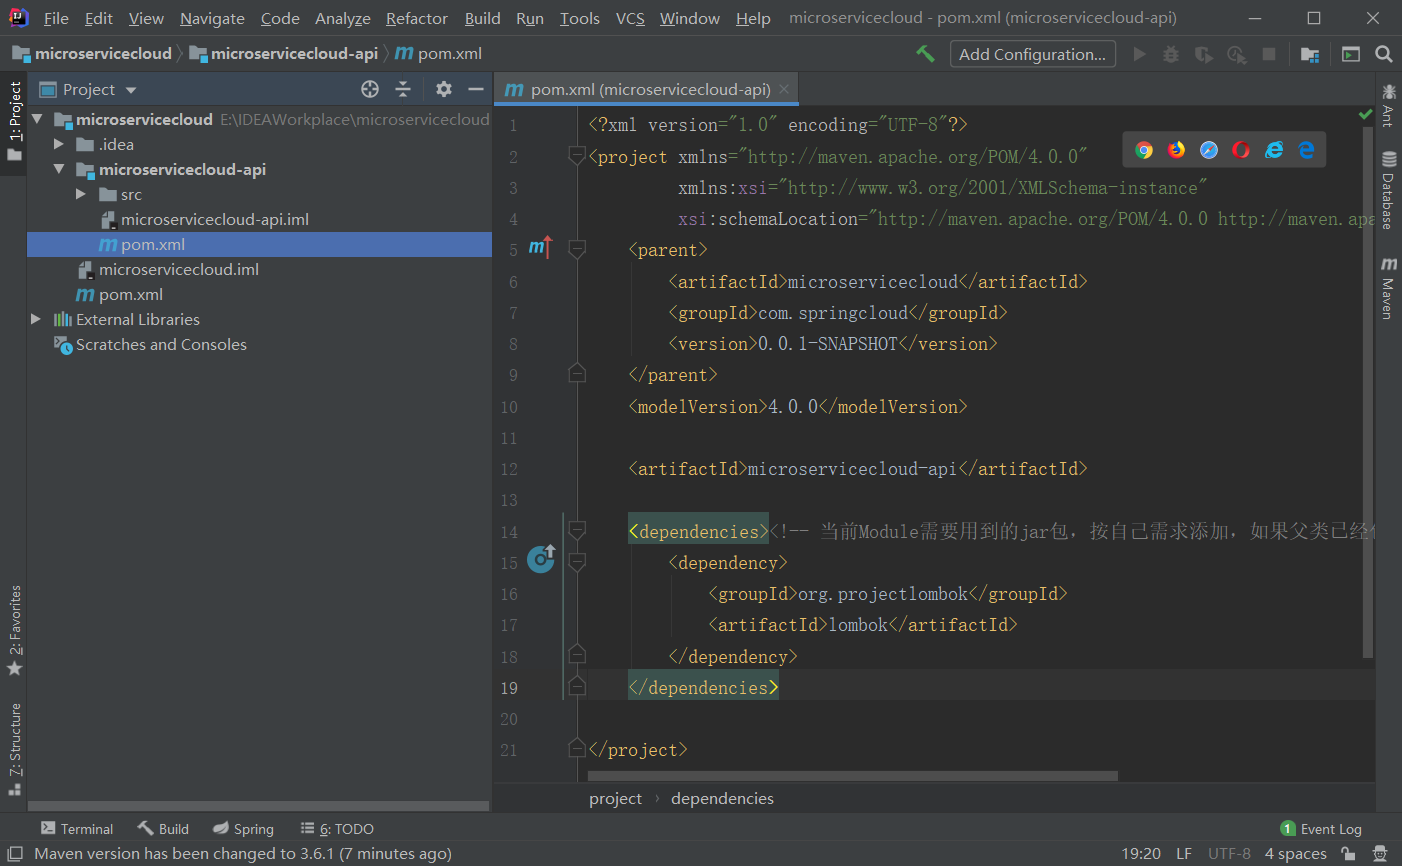 File Edit View Navigate Code Analyze Refactor Build Run Tools VCS Window Help microservicecloud - pom.xml (microservicecloud-api)
microservicecloud microservicecloud-api pom.xml Add Configuration...
1: Project
Project
microservicecloud E:\IDEAWorkplace\microservicecloud
.idea
microservicecloud-api
src
microservicecloud-api.iml
pom.xml
microservicecloud.iml
pom.xml
External Libraries
Scratches and Consoles
2: Favorites
7: Structure
pom.xml (microservicecloud-api)
1 <?xml version="1.0" encoding="UTF-8"?>
2 <project xmlns="http://maven.apache.org/POM/4.0.0"
3 xmlns:xsi="http://www.w3.org/2001/XMLSchema-instance"
4 xsi:schemaLocation="http://maven.apache.org/POM/4.0.0 http://maven.apa
5 <parent>
6 <artifactId>microservicecloud</artifactId>
7 <groupId>com.springcloud</groupId>
8 <version>0.0.1-SNAPSHOT</version>
9 </parent>
10 <modelVersion>4.0.0</modelVersion>
11
12 <artifactId>microservicecloud-api</artifactId>
13
14 <dependencies><!-- 当前Module需要用到的jar包，按自己需求添加，如果父类已经
15 <dependency>
16 <groupId>org.projectlombok</groupId>
17 <artifactId>lombok</artifactId>
18 </dependency>
19 </dependencies>
20
21 </project>
project › dependencies
Ant
Database
Maven
Terminal Build Spring 6: TODO 1 Event Log
Maven version has been changed to 3.6.1 (7 minutes ago) 19:20 LF UTF-8 4 spaces